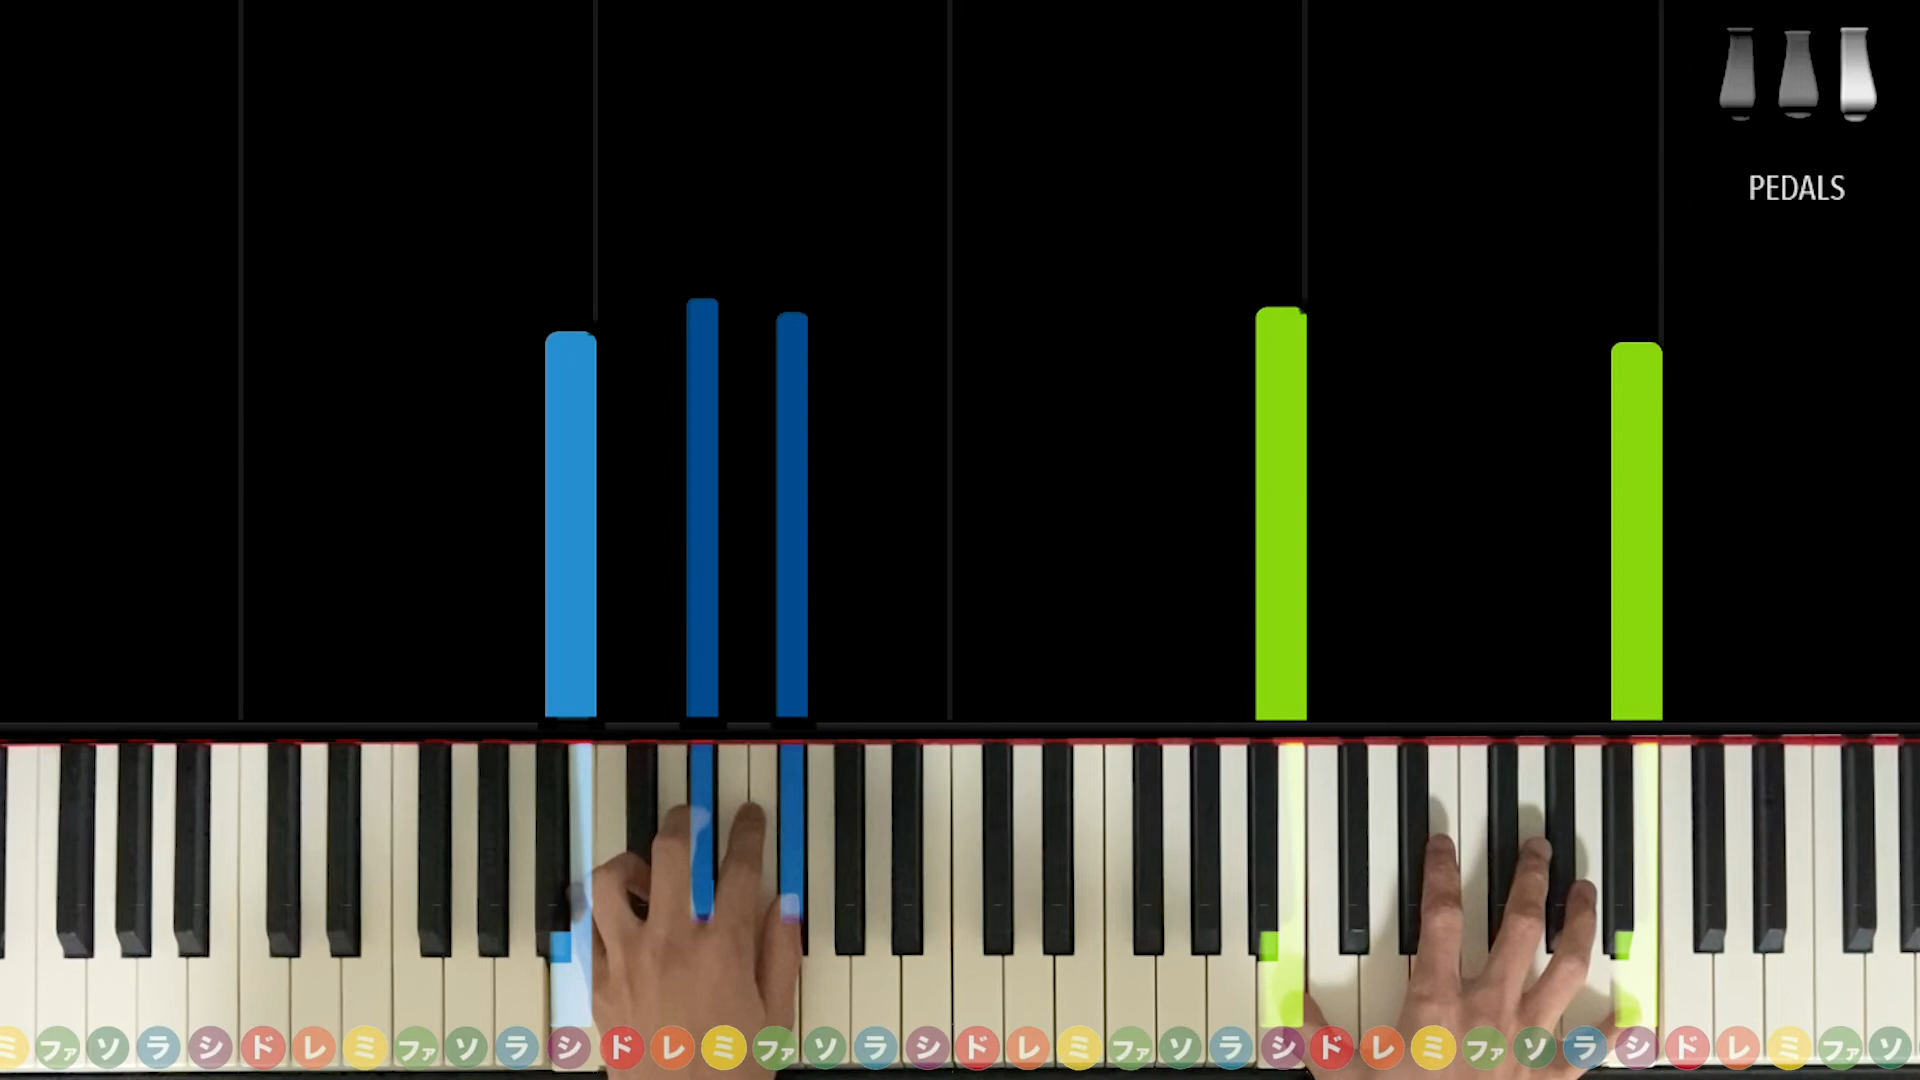 PEDALS
ミ ファ ソ ラ シ ド レ ミ ファ ソ ラ シ ド レ ミ ファ ソ ラ シ ド レ ミ ファ ソ ラ シ ド レ ミ ファ ソ ラ シ ド レ ミ ファ ソ